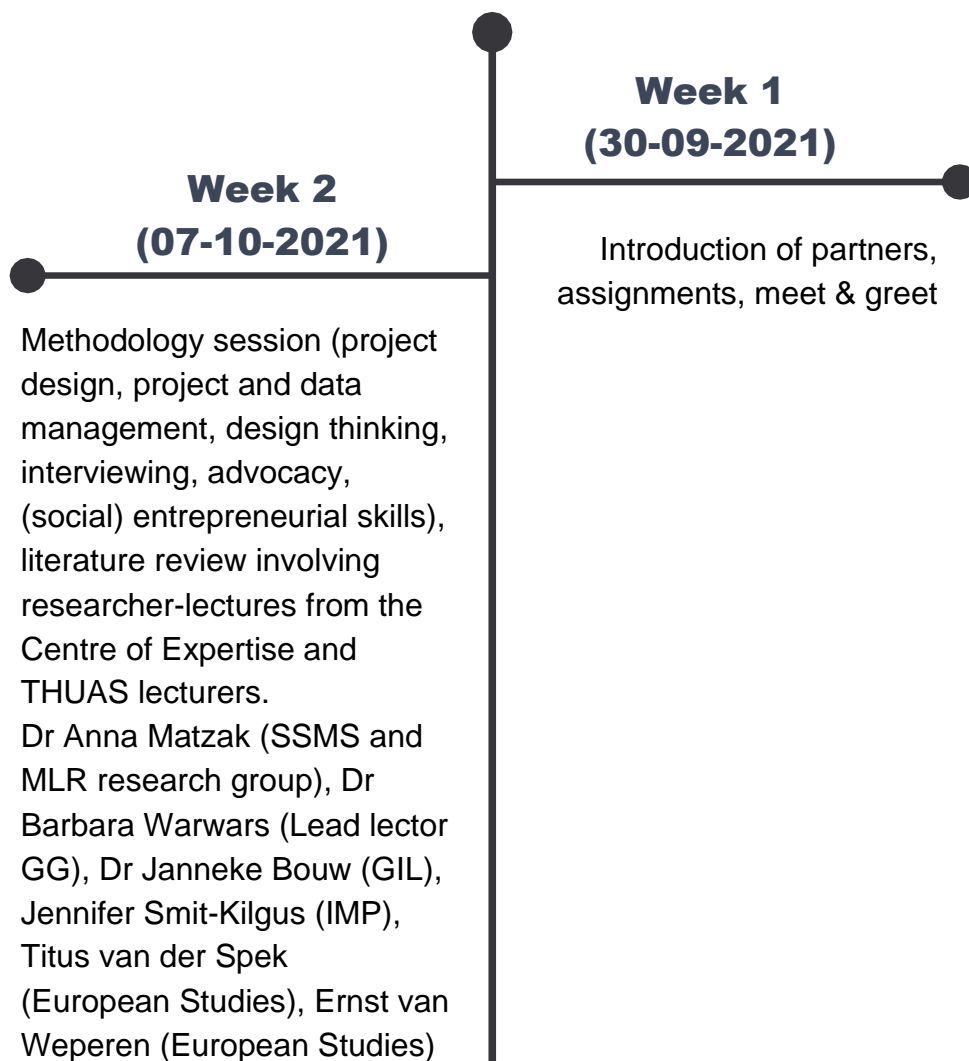 Week 1
(30-09-2021)
Introduction of partners,
assignments, meet & greet
Week 2
(07-10-2021)
Methodology session (project
design, project and data
management, design thinking,
interviewing, advocacy,
(social) entrepreneurial skills),
literature review involving
researcher-lectures from the
Centre of Expertise and
THUAS lecturers.
Dr Anna Matzak (SSMS and
MLR research group), Dr
Barbara Warwars (Lead lector
GG), Dr Janneke Bouw (GIL),
Jennifer Smit-Kilgus (IMP),
Titus van der Spek
(European Studies), Ernst van
Weperen (European Studies)